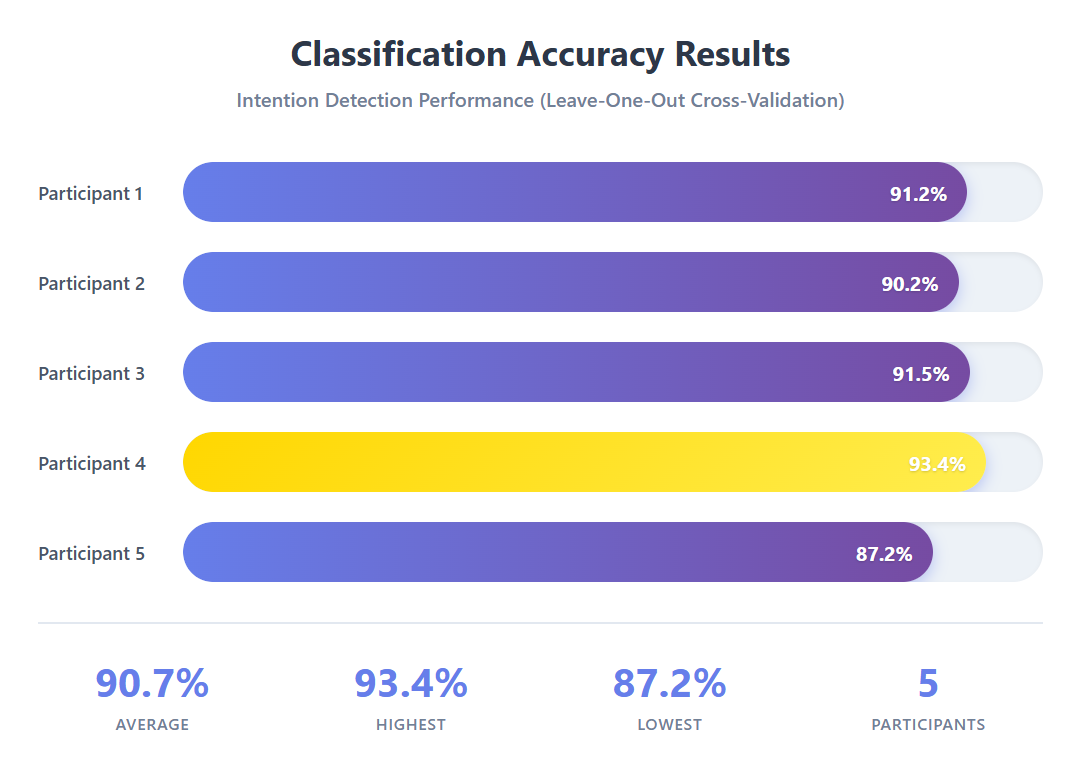 Classification Accuracy Results
Intention Detection Performance (Leave-One-Out Cross-Validation)
Participant 1 91.2%
Participant 2 90.2%
Participant 3 91.5%
Participant 4 93.4%
Participant 5 87.2%
90.7% 93.4% 87.2% 5
AVERAGE HIGHEST LOWEST PARTICIPANTS